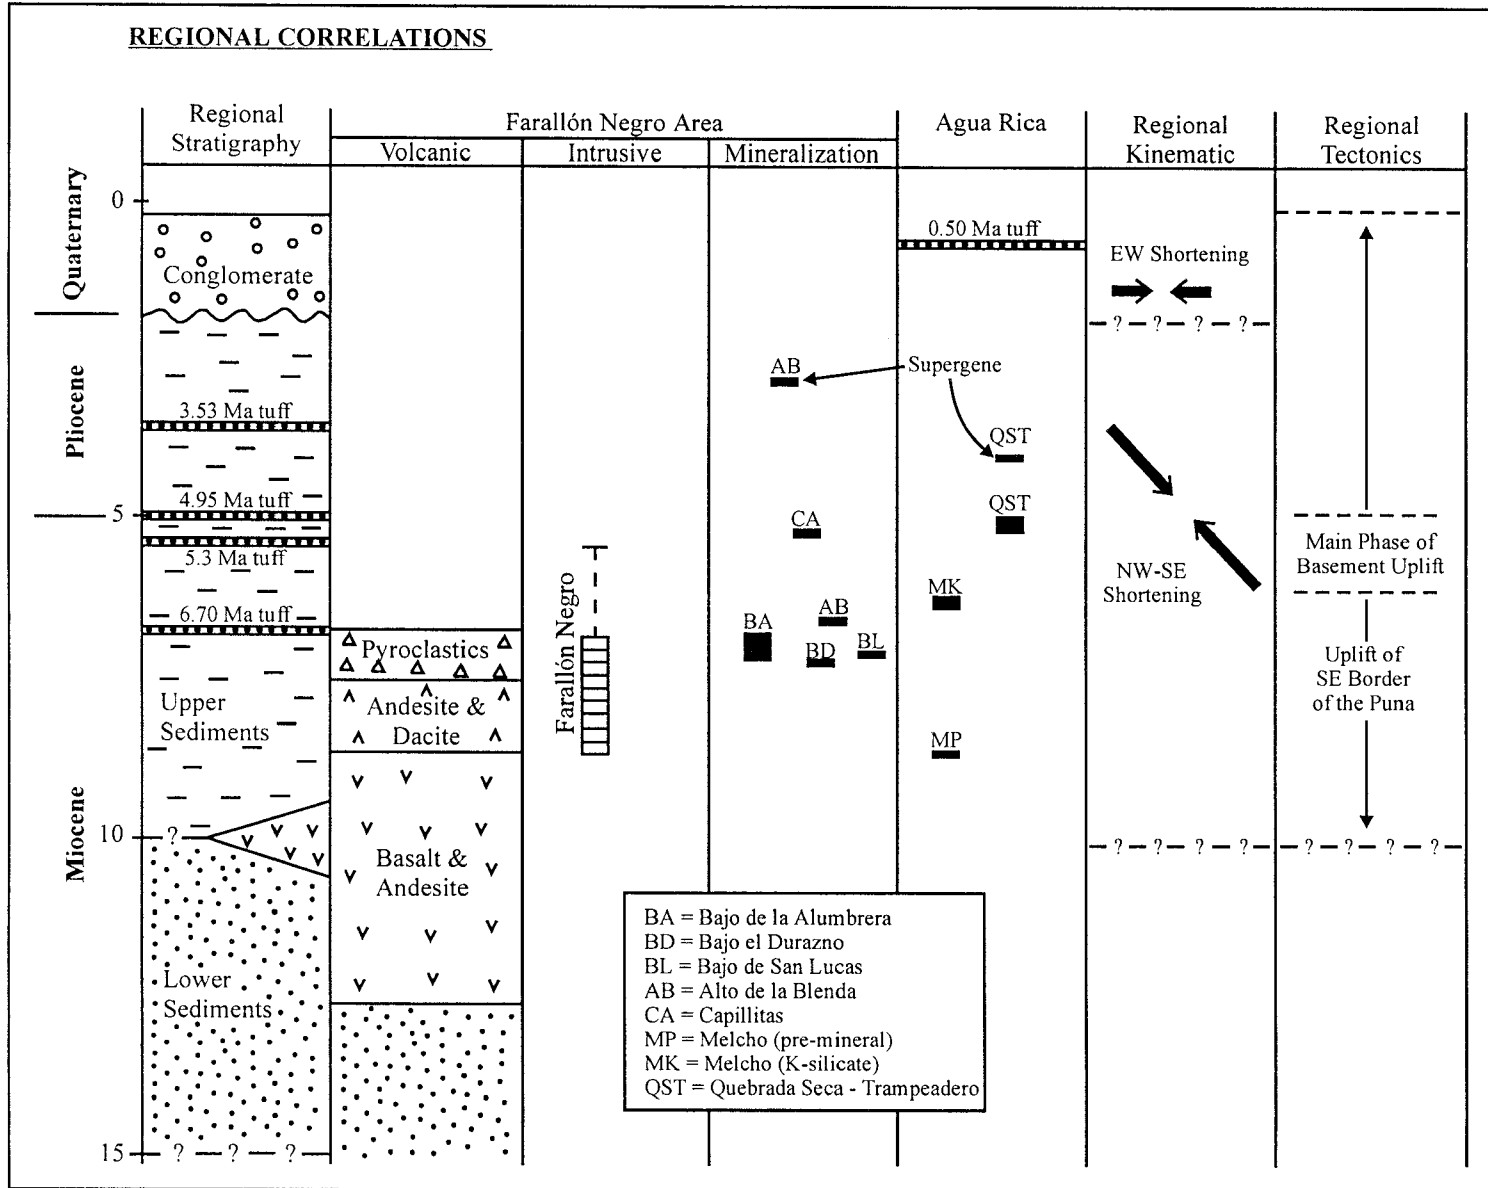 REGIONAL CORRELATIONS
Regional
Stratigraphy
Farallón Negro Area
Volcanic
Intrusive
Mineralization
Agua Rica
Regional
Kinematic
Regional
Tectonics
Quaternary
Pliocene
Miocene
0
5
10
15
Conglomerate
3.53 Ma tuff
4.95 Ma tuff
5.3 Ma tuff
6.70 Ma tuff
Upper
Sediments
?
Lower
Sediments
? ? ? ?
Pyroclastics
Andesite &
Dacite
Basalt &
Andesite
Farallón Negro
AB
CA
BA
AB
BD
BL
0.50 Ma tuff
Supergene
QST
QST
MK
MP
EW Shortening
? ? ? ?
NW-SE
Shortening
? ? ? ?
Main Phase of
Basement Uplift
Uplift of
SE Border
of the Puna
? ? ? ?
BA = Bajo de la Alumbrera
BD = Bajo el Durazno
BL = Bajo de San Lucas
AB = Alto de la Blenda
CA = Capillitas
MP = Melcho (pre-mineral)
MK = Melcho (K-silicate)
QST = Quebrada Seca - Trampeadero